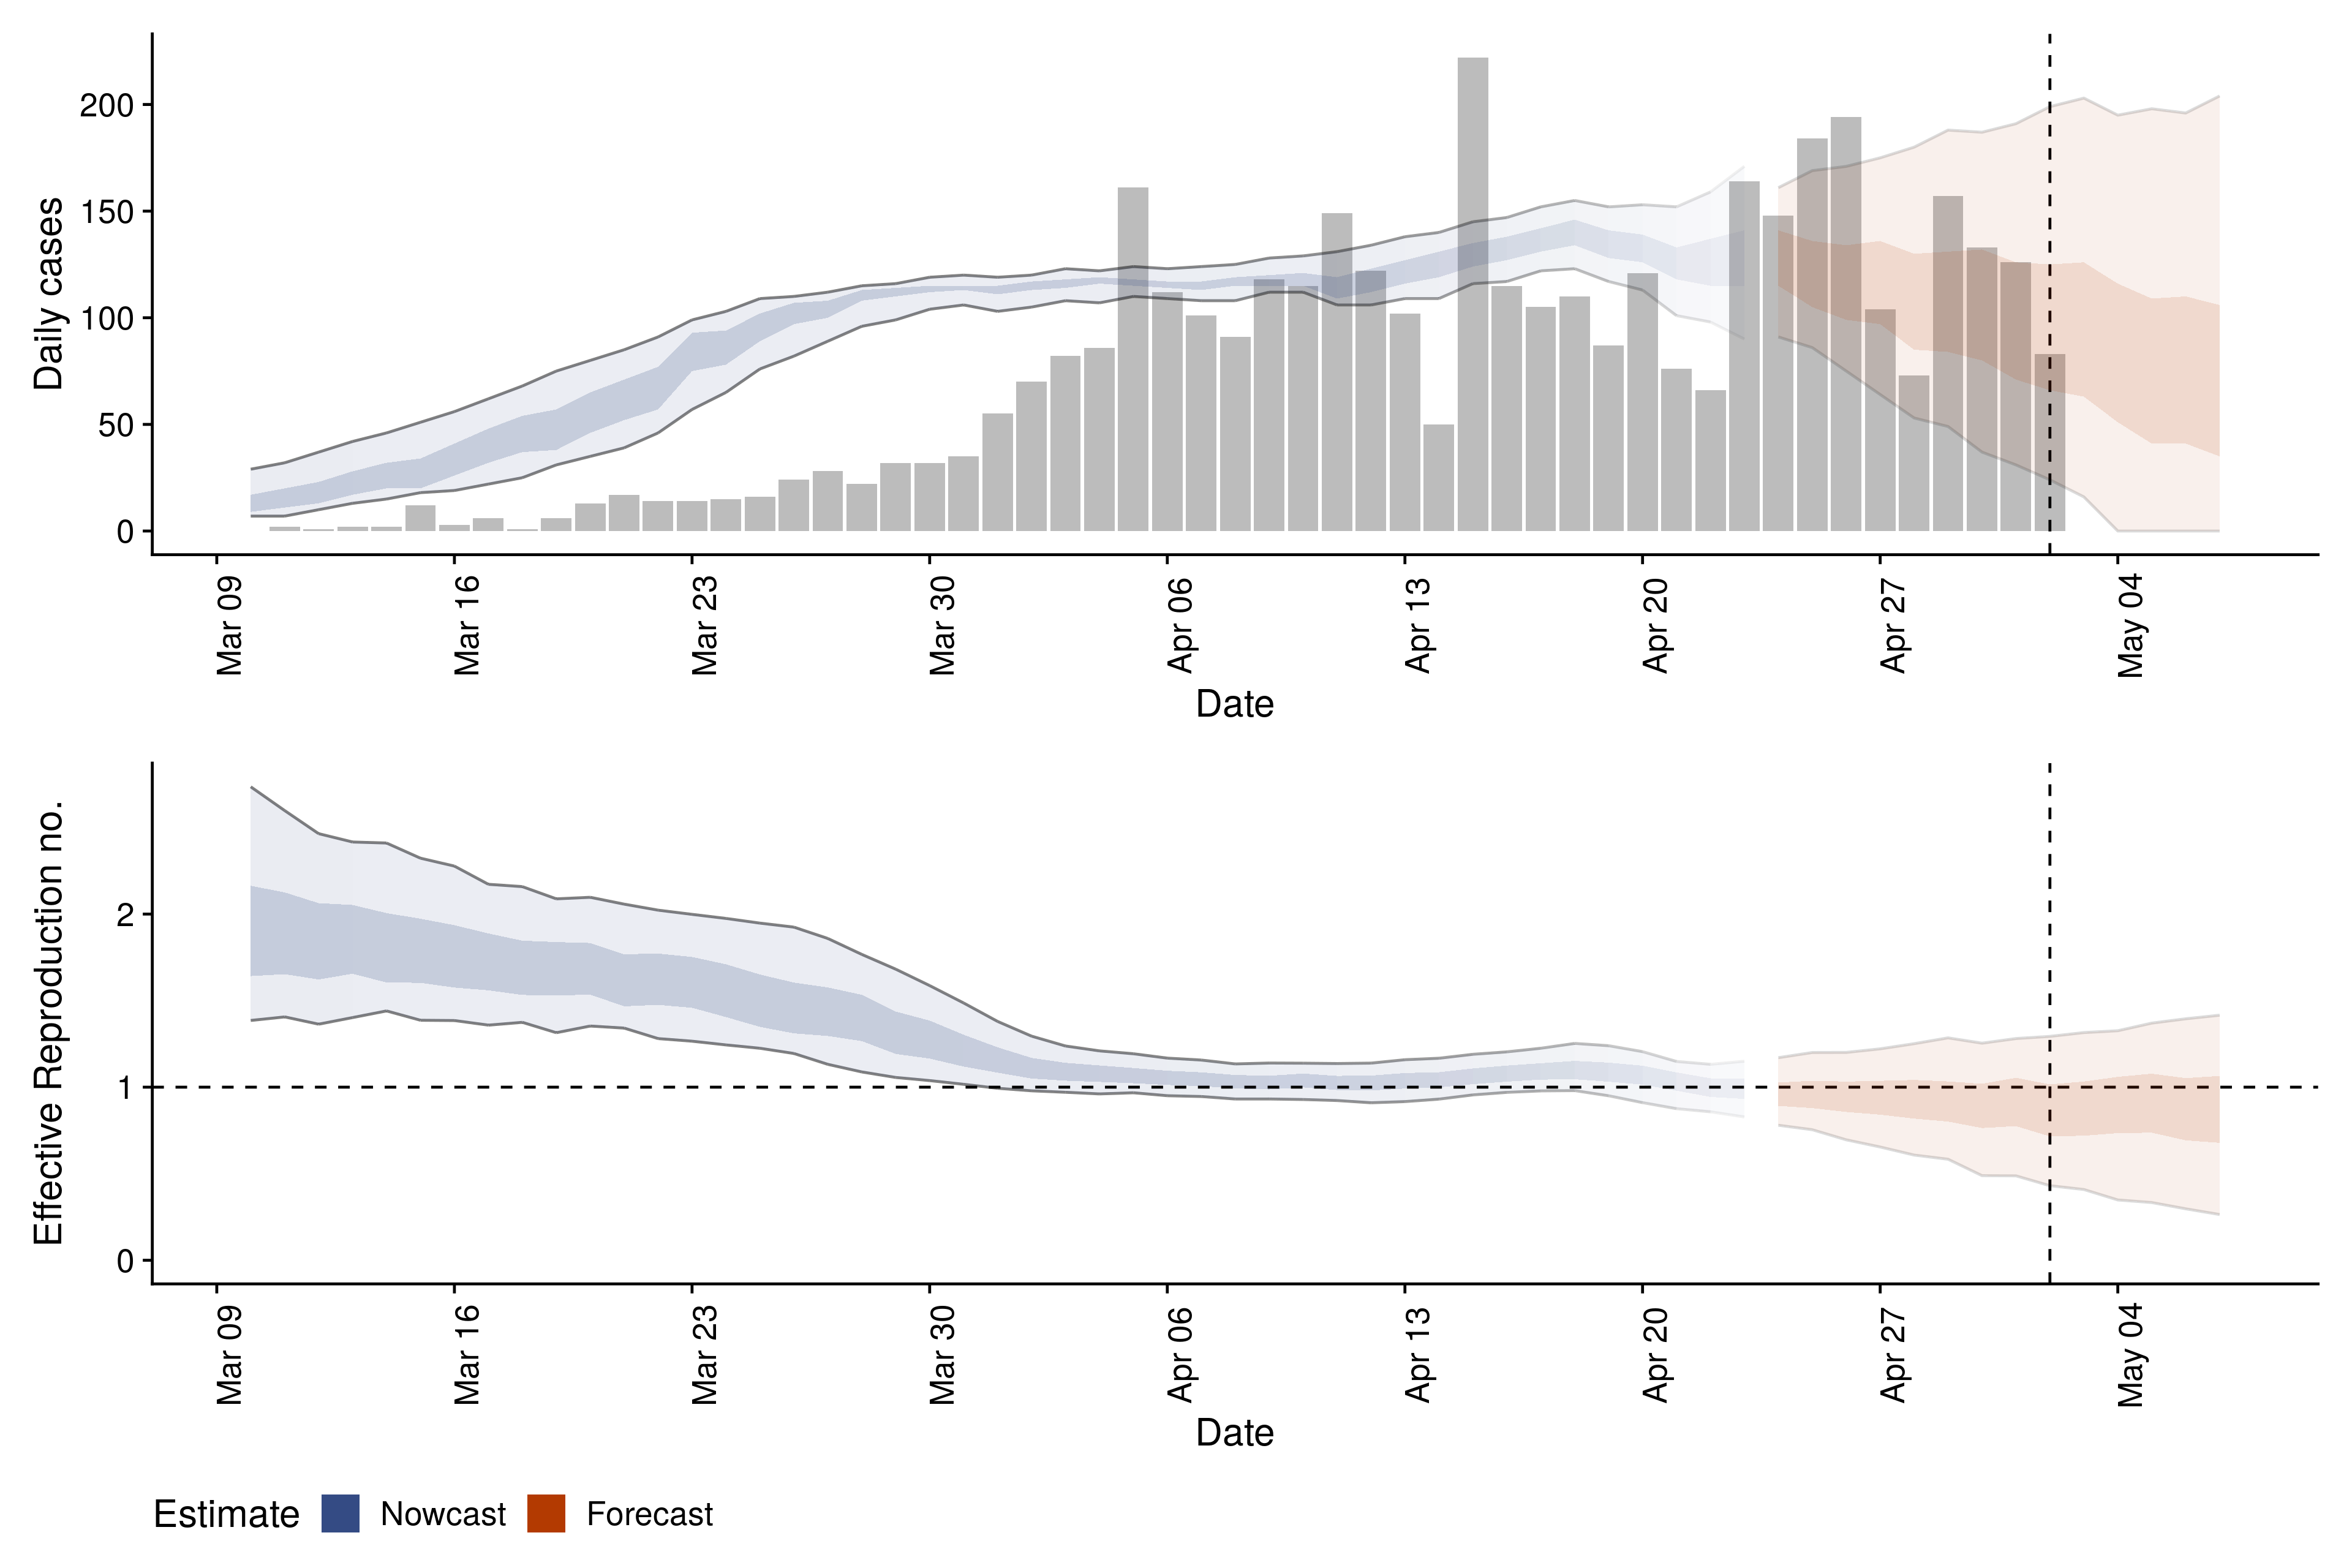 Daily cases
200
150
100
50
0
Mar 09
Mar 16
Mar 23
Mar 30
Apr 06
Apr 13
Apr 20
Apr 27
May 04
Date
Effective Reproduction no.
2
1
0
Mar 09
Mar 16
Mar 23
Mar 30
Apr 06
Apr 13
Apr 20
Apr 27
May 04
Date
Estimate Nowcast Forecast